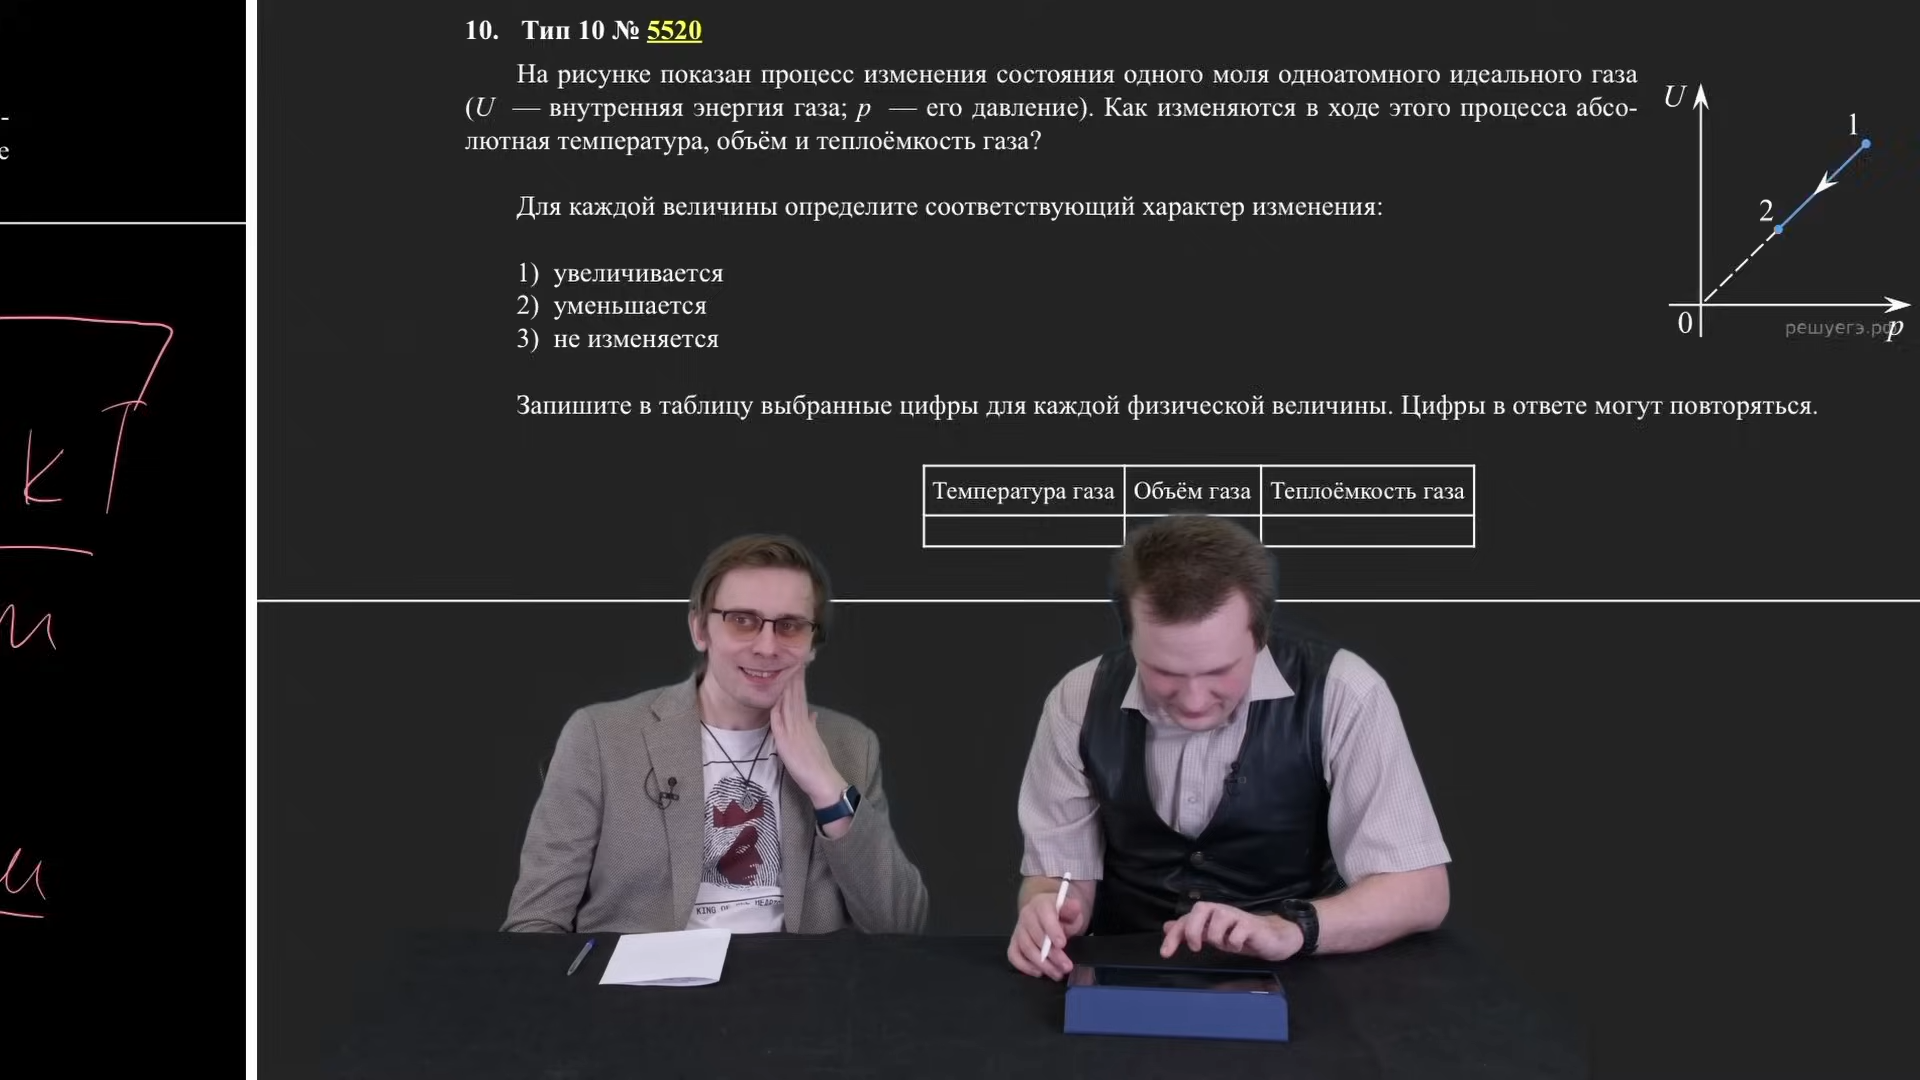 -
е
к T
m
м
10. Тип 10 № 5520
На рисунке показан процесс изменения состояния одного моля одноатомного идеального газа
(U — внутренняя энергия газа; p — его давление). Как изменяются в ходе этого процесса абсо-
лютная температура, объём и теплоёмкость газа?
U
1
2
0
p
решуегэ.рф
Для каждой величины определите соответствующий характер изменения:
1) увеличивается
2) уменьшается
3) не изменяется
Запишите в таблицу выбранные цифры для каждой физической величины. Цифры в ответе могут повторяться.
Температура газа Объём газа Теплоёмкость газа
KING OF